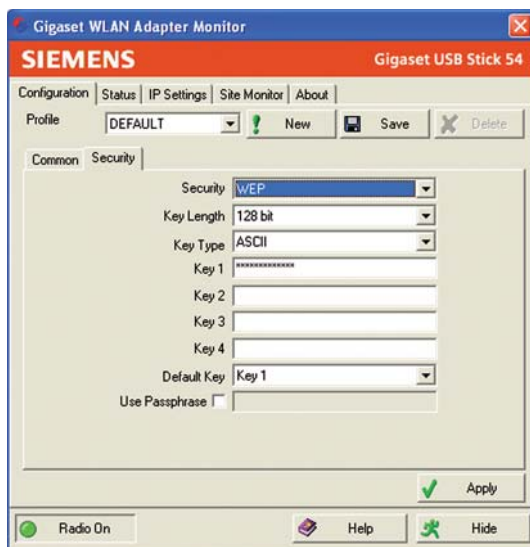 Gigaset WLAN Adapter Monitor
SIEMENS Gigaset USB Stick 54
Configuration Status IP Settings Site Monitor About
Profile DEFAULT New Save Delete
Common Security
Security WEP
Key Length 128 bit
Key Type ASCII
Key 1 *************
Key 2
Key 3
Key 4
Default Key Key 1
Use Passphrase
Apply
Radio On Help Hide